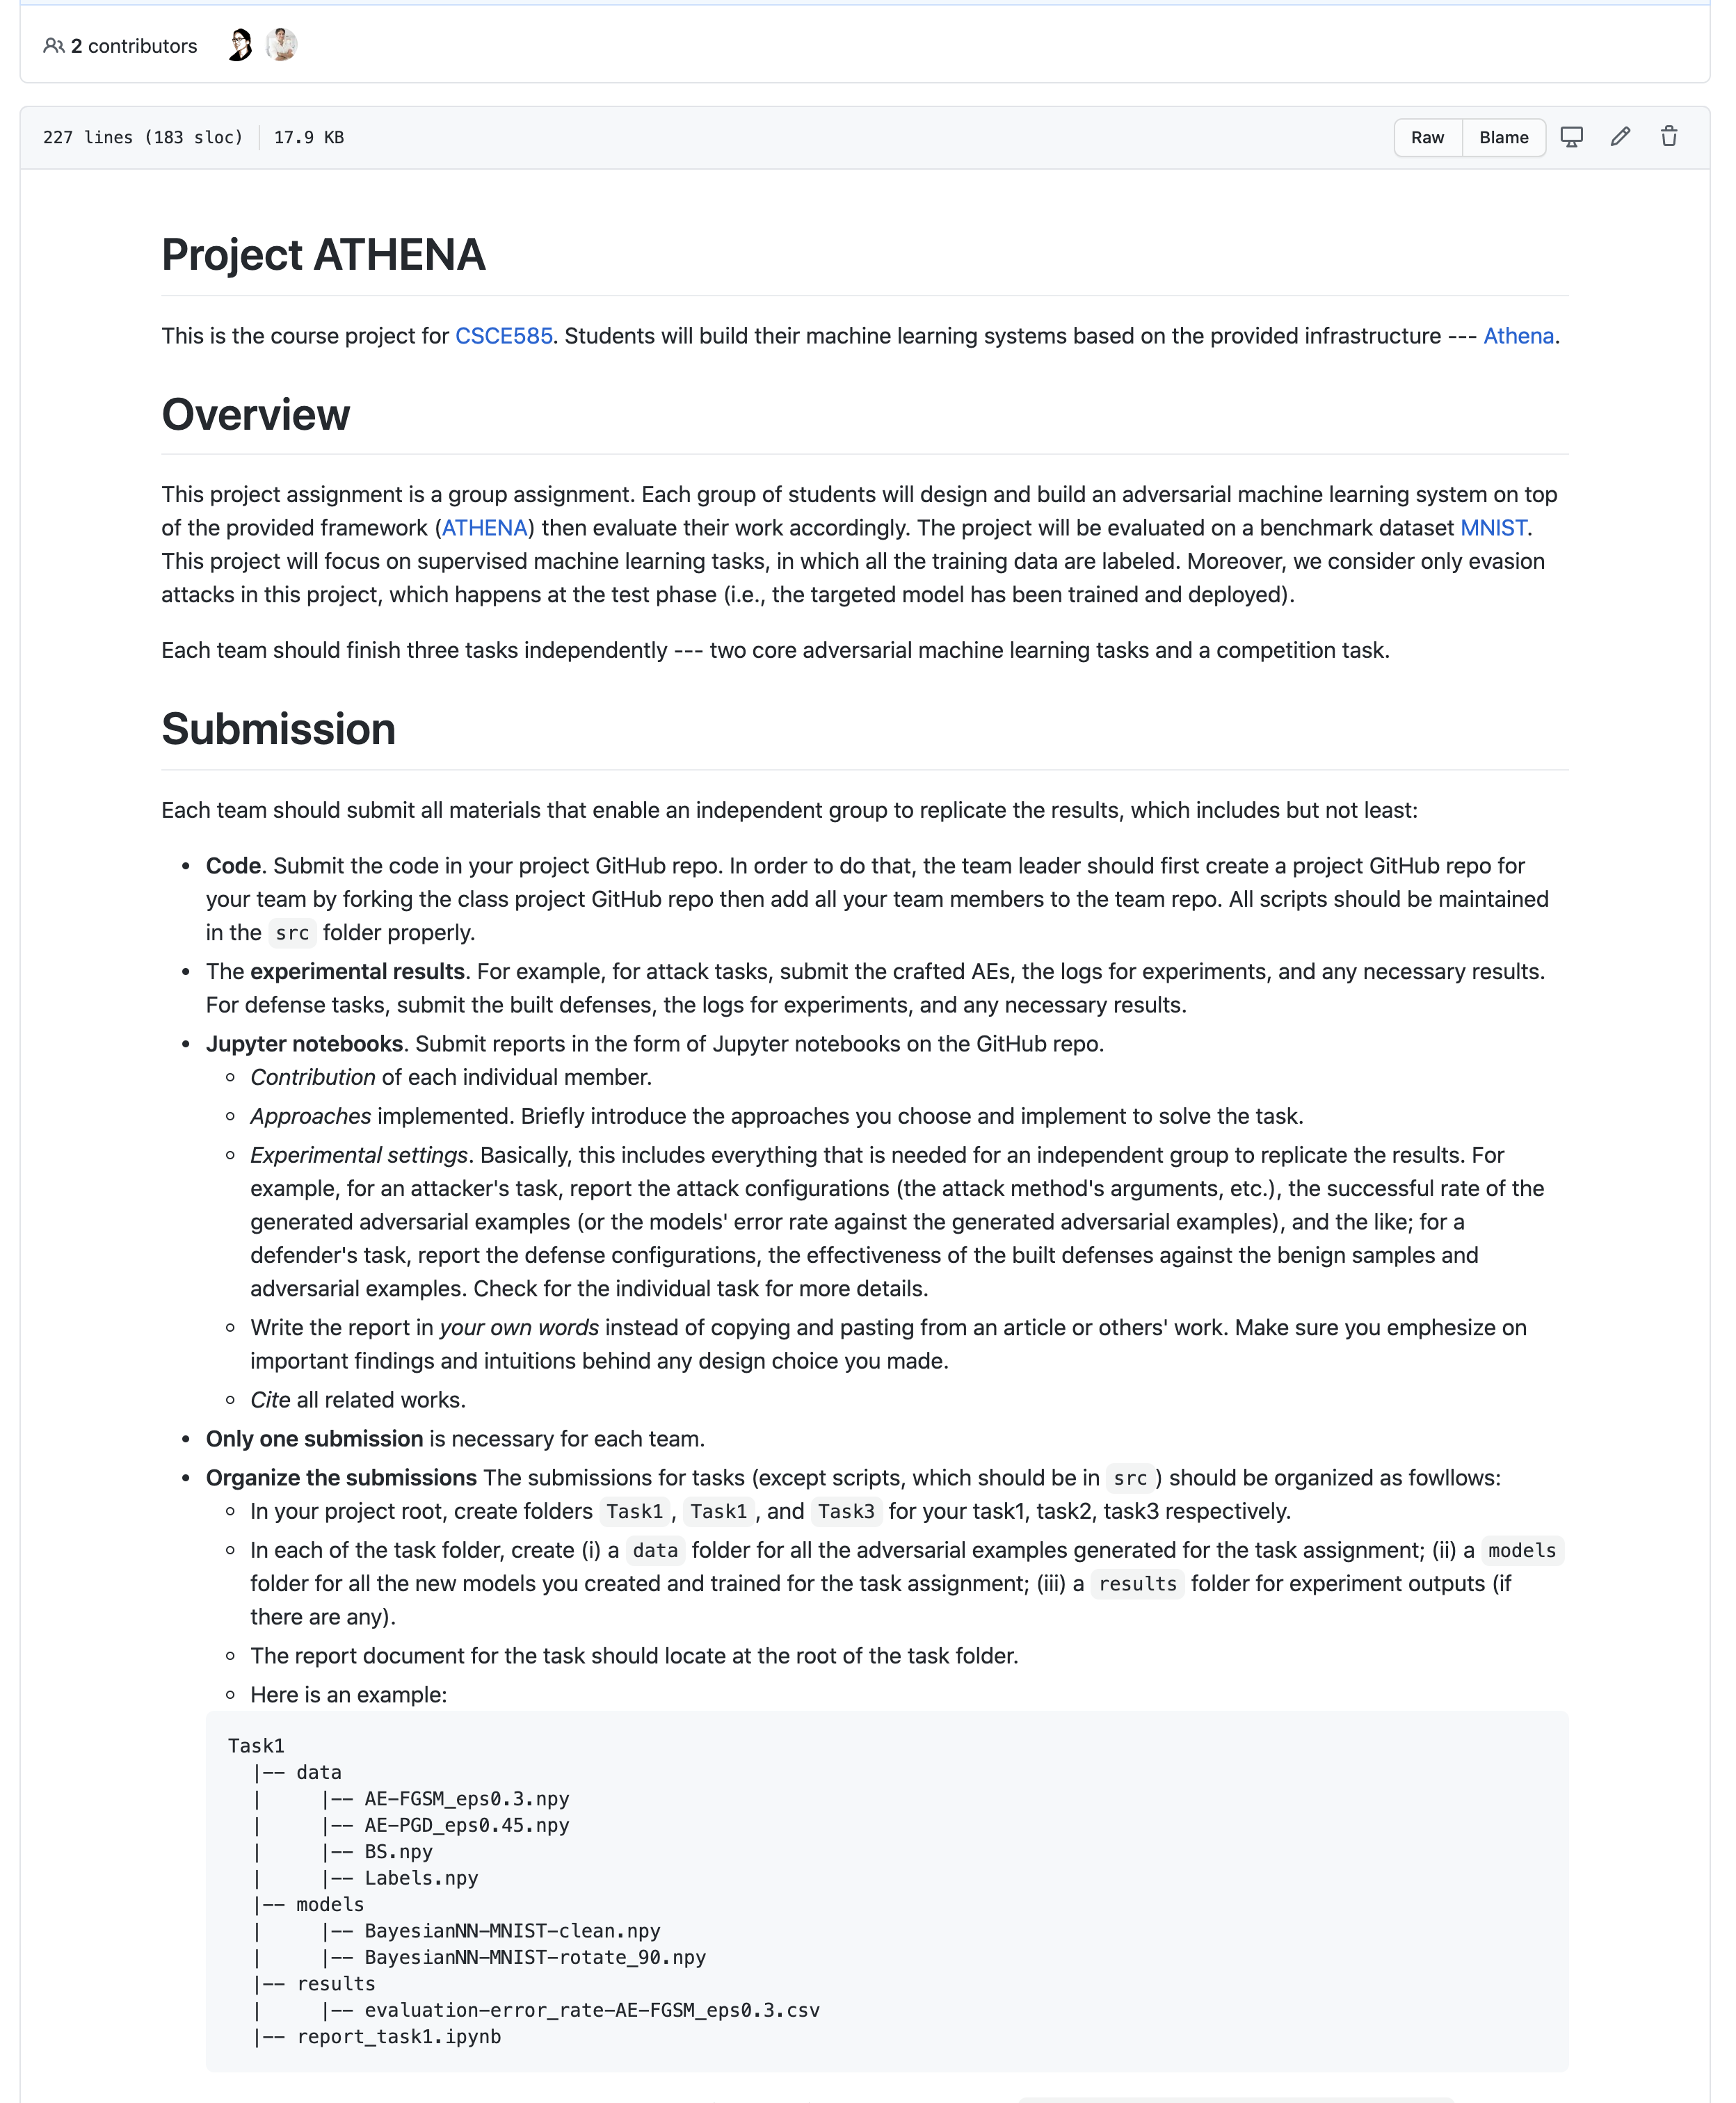 2 contributors
227 lines (183 sloc) 17.9 KB Raw Blame
Project ATHENA
This is the course project for CSCE585. Students will build their machine learning systems based on the provided infrastructure --- Athena.
Overview
This project assignment is a group assignment. Each group of students will design and build an adversarial machine learning system on top
of the provided framework (ATHENA) then evaluate their work accordingly. The project will be evaluated on a benchmark dataset MNIST.
This project will focus on supervised machine learning tasks, in which all the training data are labeled. Moreover, we consider only evasion
attacks in this project, which happens at the test phase (i.e., the targeted model has been trained and deployed).
Each team should finish three tasks independently --- two core adversarial machine learning tasks and a competition task.
Submission
Each team should submit all materials that enable an independent group to replicate the results, which includes but not least:
• Code. Submit the code in your project GitHub repo. In order to do that, the team leader should first create a project GitHub repo for
your team by forking the class project GitHub repo then add all your team members to the team repo. All scripts should be maintained
in the src folder properly.
• The experimental results. For example, for attack tasks, submit the crafted AEs, the logs for experiments, and any necessary results.
For defense tasks, submit the built defenses, the logs for experiments, and any necessary results.
• Jupyter notebooks. Submit reports in the form of Jupyter notebooks on the GitHub repo.
◦ Contribution of each individual member.
◦ Approaches implemented. Briefly introduce the approaches you choose and implement to solve the task.
◦ Experimental settings. Basically, this includes everything that is needed for an independent group to replicate the results. For
example, for an attacker's task, report the attack configurations (the attack method's arguments, etc.), the successful rate of the
generated adversarial examples (or the models' error rate against the generated adversarial examples), and the like; for a
defender's task, report the defense configurations, the effectiveness of the built defenses against the benign samples and
adversarial examples. Check for the individual task for more details.
◦ Write the report in your own words instead of copying and pasting from an article or others' work. Make sure you emphesize on
important findings and intuitions behind any design choice you made.
◦ Cite all related works.
• Only one submission is necessary for each team.
• Organize the submissions The submissions for tasks (except scripts, which should be in src) should be organized as fowllows:
◦ In your project root, create folders Task1, Task1, and Task3 for your task1, task2, task3 respectively.
◦ In each of the task folder, create (i) a data folder for all the adversarial examples generated for the task assignment; (ii) a models
folder for all the new models you created and trained for the task assignment; (iii) a results folder for experiment outputs (if
there are any).
◦ The report document for the task should locate at the root of the task folder.
◦ Here is an example:
Task1
|-- data
| |-- AE-FGSM_eps0.3.npy
| |-- AE-PGD_eps0.45.npy
| |-- BS.npy
| |-- Labels.npy
|-- models
| |-- BayesianNN-MNIST-clean.npy
| |-- BayesianNN-MNIST-rotate_90.npy
|-- results
| |-- evaluation-error_rate-AE-FGSM_eps0.3.csv
|-- report_task1.ipynb